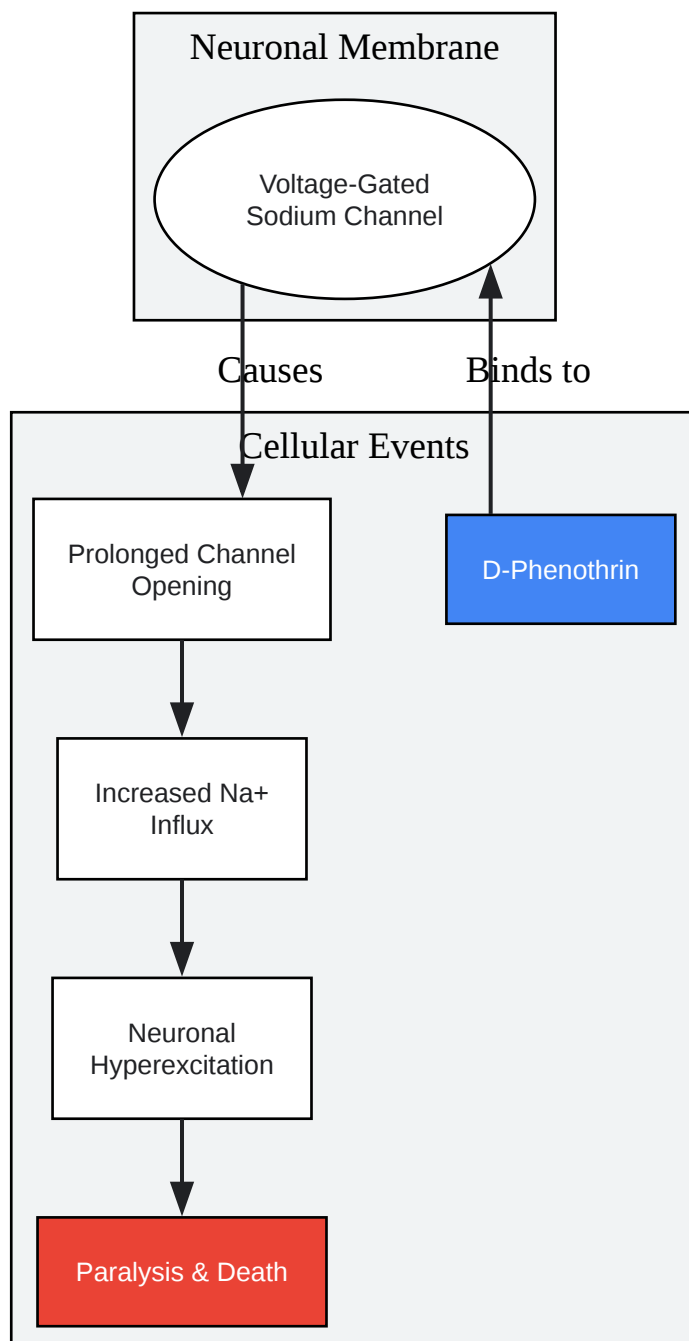 Neuronal Membrane
Voltage-Gated
Sodium Channel
Causes
Binds to
Cellular Events
Prolonged Channel
Opening
D-Phenothrin
Increased Na+
Influx
Neuronal
Hyperexcitation
Paralysis & Death